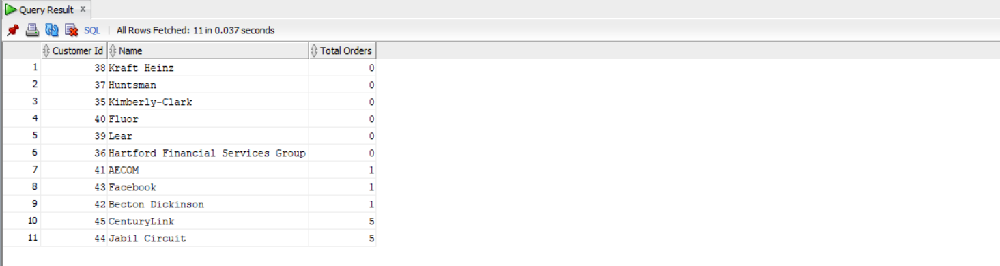 Query Result x
SQL | All Rows Fetched: 11 in 0.037 seconds
Customer Id Name Total Orders
1 38 Kraft Heinz 0
2 37 Huntsman 0
3 35 Kimberly-Clark 0
4 40 Fluor 0
5 39 Lear 0
6 36 Hartford Financial Services Group 0
7 41 AECOM 1
8 43 Facebook 1
9 42 Becton Dickinson 1
10 45 CenturyLink 5
11 44 Jabil Circuit 5